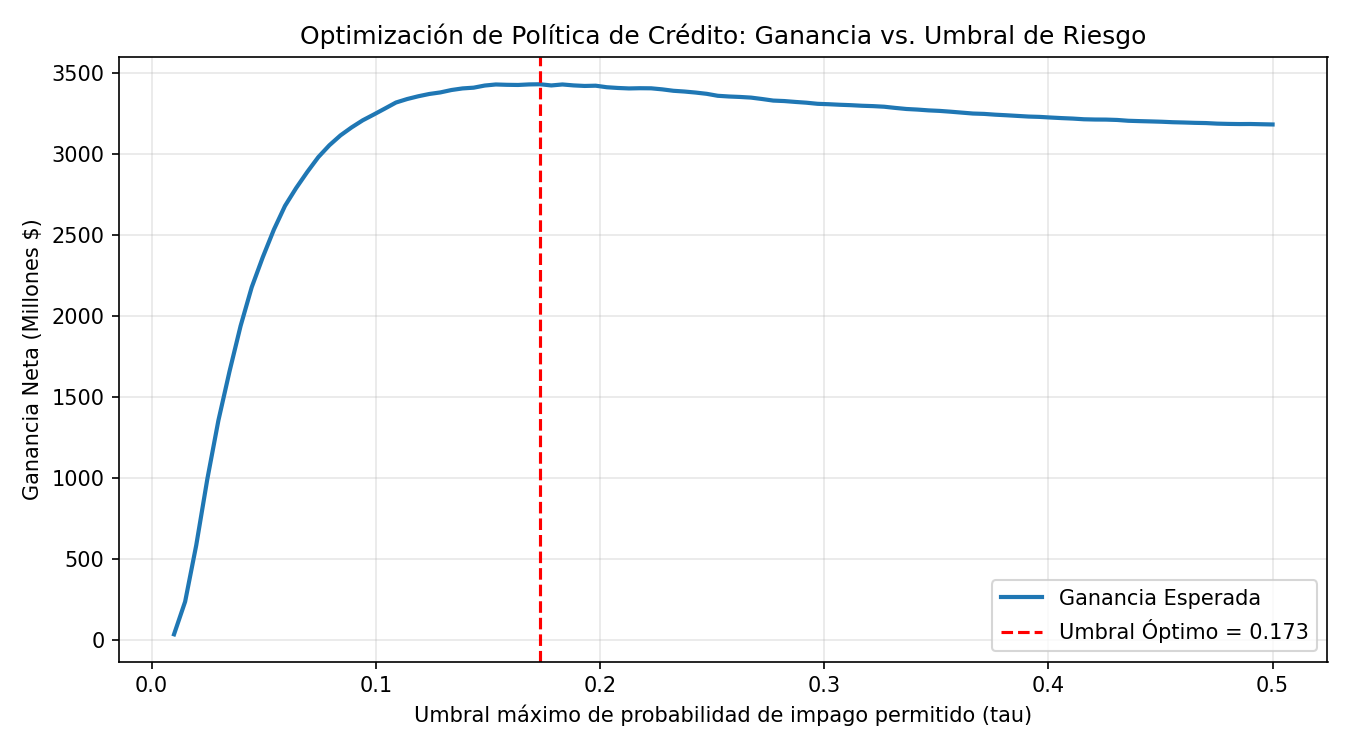 Optimización de Política de Crédito: Ganancia vs. Umbral de Riesgo
Ganancia Neta (Millones $)
3500
3000
2500
2000
1500
1000
500
0
0.0 0.1 0.2 0.3 0.4 0.5
Umbral máximo de probabilidad de impago permitido (tau)
Ganancia Esperada
Umbral Óptimo = 0.173